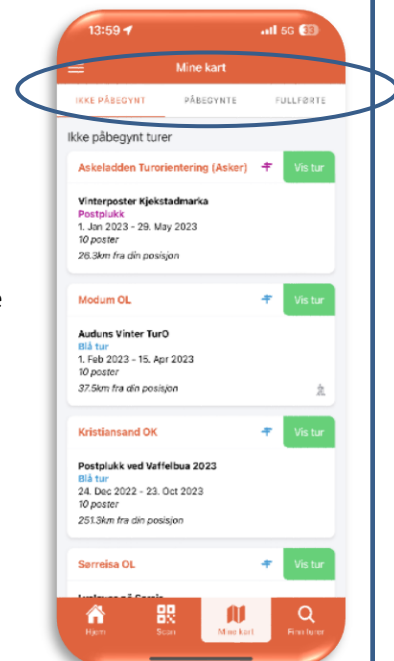 13:59
5G 33
Mine kart
IKKE PÅBEGYNT PÅBEGYNTE FULLFØRTE
Ikke påbegynt turer
Askeladden Turorientering (Asker) Vis tur
Vinterposter Kjekstadmarka
Postplukk
1. Jan 2023 - 29. May 2023
10 poster
26.3km fra din posisjon
e
Modum OL Vis tur
Auduns Vinter TurO
Blå tur
1. Feb 2023 - 15. Apr 2023
10 poster
37.5km fra din posisjon
Kristiansand OK Vis tur
Postplukk ved Vaffelbua 2023
Blå tur
24. Dec 2022 - 23. Oct 2023
10 poster
251.3km fra din posisjon
Sørreisa OL Vis tur
Hjem Scan Mine kart Finn turer